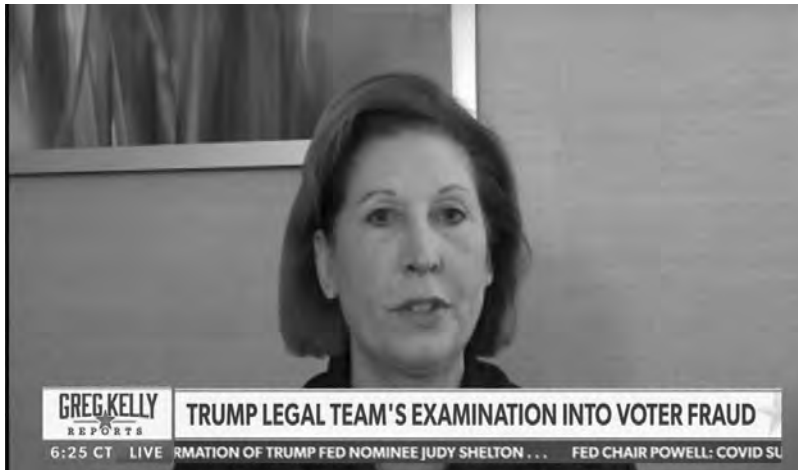 GREG KELLY
REPORTS
TRUMP LEGAL TEAM'S EXAMINATION INTO VOTER FRAUD
6:25 CT LIVE RMATION OF TRUMP FED NOMINEE JUDY SHELTON . . . FED CHAIR POWELL: COVID SU